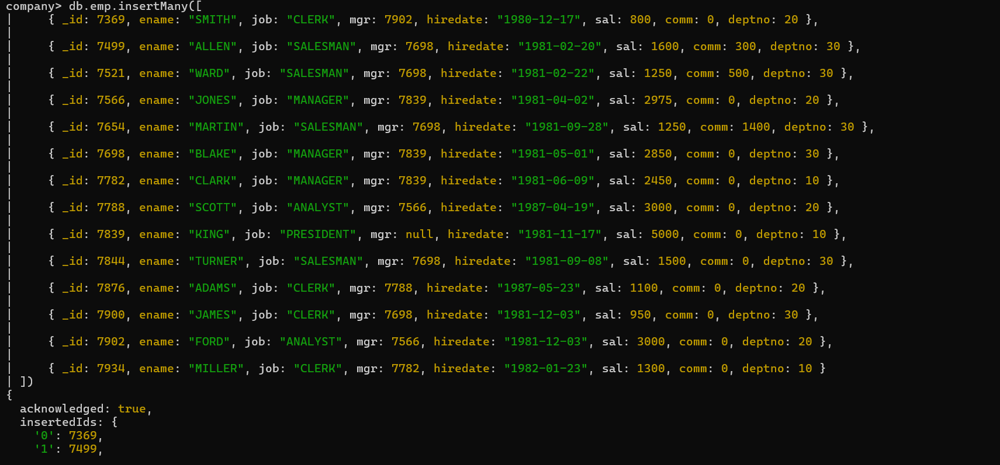 company> db.emp.insertMany([
|     { _id: 7369, ename: "SMITH", job: "CLERK", mgr: 7902, hiredate: "1980-12-17", sal: 800, comm: 0, deptno: 20 },
|
|     { _id: 7499, ename: "ALLEN", job: "SALESMAN", mgr: 7698, hiredate: "1981-02-20", sal: 1600, comm: 300, deptno: 30 },
|
|     { _id: 7521, ename: "WARD", job: "SALESMAN", mgr: 7698, hiredate: "1981-02-22", sal: 1250, comm: 500, deptno: 30 },
|
|     { _id: 7566, ename: "JONES", job: "MANAGER", mgr: 7839, hiredate: "1981-04-02", sal: 2975, comm: 0, deptno: 20 },
|
|     { _id: 7654, ename: "MARTIN", job: "SALESMAN", mgr: 7698, hiredate: "1981-09-28", sal: 1250, comm: 1400, deptno: 30 },
|
|     { _id: 7698, ename: "BLAKE", job: "MANAGER", mgr: 7839, hiredate: "1981-05-01", sal: 2850, comm: 0, deptno: 30 },
|
|     { _id: 7782, ename: "CLARK", job: "MANAGER", mgr: 7839, hiredate: "1981-06-09", sal: 2450, comm: 0, deptno: 10 },
|
|     { _id: 7788, ename: "SCOTT", job: "ANALYST", mgr: 7566, hiredate: "1987-04-19", sal: 3000, comm: 0, deptno: 20 },
|
|     { _id: 7839, ename: "KING", job: "PRESIDENT", mgr: null, hiredate: "1981-11-17", sal: 5000, comm: 0, deptno: 10 },
|
|     { _id: 7844, ename: "TURNER", job: "SALESMAN", mgr: 7698, hiredate: "1981-09-08", sal: 1500, comm: 0, deptno: 30 },
|
|     { _id: 7876, ename: "ADAMS", job: "CLERK", mgr: 7788, hiredate: "1987-05-23", sal: 1100, comm: 0, deptno: 20 },
|
|     { _id: 7900, ename: "JAMES", job: "CLERK", mgr: 7698, hiredate: "1981-12-03", sal: 950, comm: 0, deptno: 30 },
|
|     { _id: 7902, ename: "FORD", job: "ANALYST", mgr: 7566, hiredate: "1981-12-03", sal: 3000, comm: 0, deptno: 20 },
|
|     { _id: 7934, ename: "MILLER", job: "CLERK", mgr: 7782, hiredate: "1982-01-23", sal: 1300, comm: 0, deptno: 10 }
| ])
{
  acknowledged: true,
  insertedIds: {
    '0': 7369,
    '1': 7499,